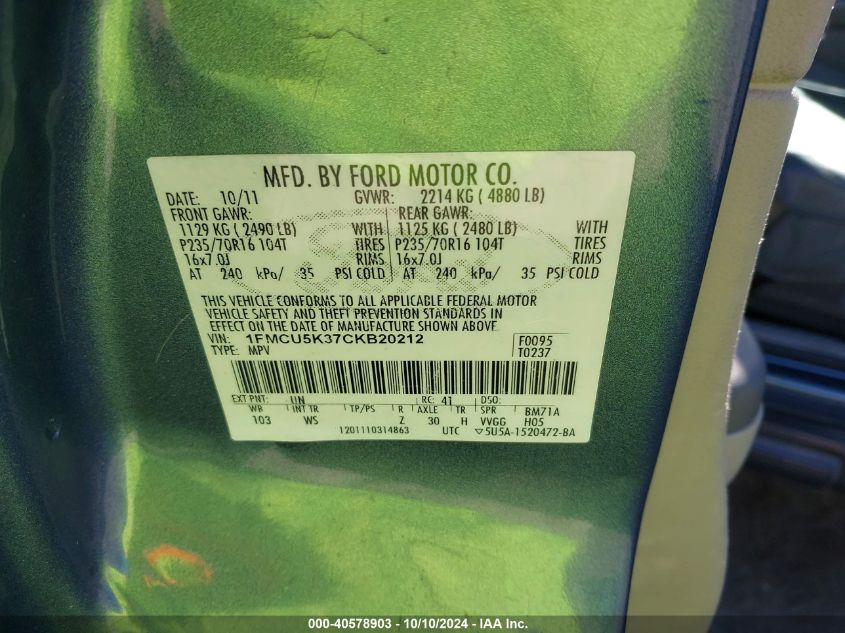 MFD. BY FORD MOTOR CO.
DATE: 10/11 GVWR: 2214 KG ( 4880 LB)
FRONT GAWR: REAR GAWR:
1129 KG ( 2490 LB) WITH 1125 KG ( 2480 LB) WITH
P235/70R16 104T TIRES P235/70R16 104T TIRES
16x7.0J RIMS 16x7.0J RIMS
AT 240 kPa/ 35 PSI COLD AT 240 kPa/ 35 PSI COLD
THIS VEHICLE CONFORMS TO ALL APPLICABLE FEDERAL MOTOR
VEHICLE SAFETY AND THEFT PREVENTION STANDARDS IN
EFFECT ON THE DATE OF MANUFACTURE SHOWN ABOVE
VIN: 1FMCU5K37CKB20212 F0095
TYPE: MPV T0237
EXT PNT: UN RC: 41 DSO:
WB INT TR TP/PS R AXLE TR SPR BM71A
103 WS Z 30 H VVGG H05
1201110314863 UTC ▽5U5A-1520472-BA
000-40578903 - 10/10/2024 - IAA Inc.